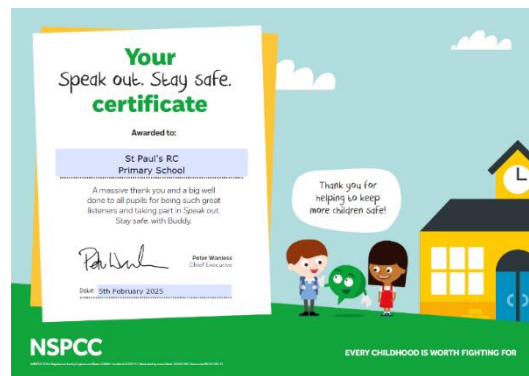 Your
Speak out. Stay safe.
certificate
Awarded to:
St Paul's RC
Primary School
A massive thank you and a big well
done to all pupils for being such great
listeners and taking part in Speak out.
Stay safe. with Buddy.
Peter Wanless
Chief Executive
Date: 5th February 2025
Thank you for
helping to keep
more children safe!
NSPCC
EVERY CHILDHOOD IS WORTH FIGHTING FOR